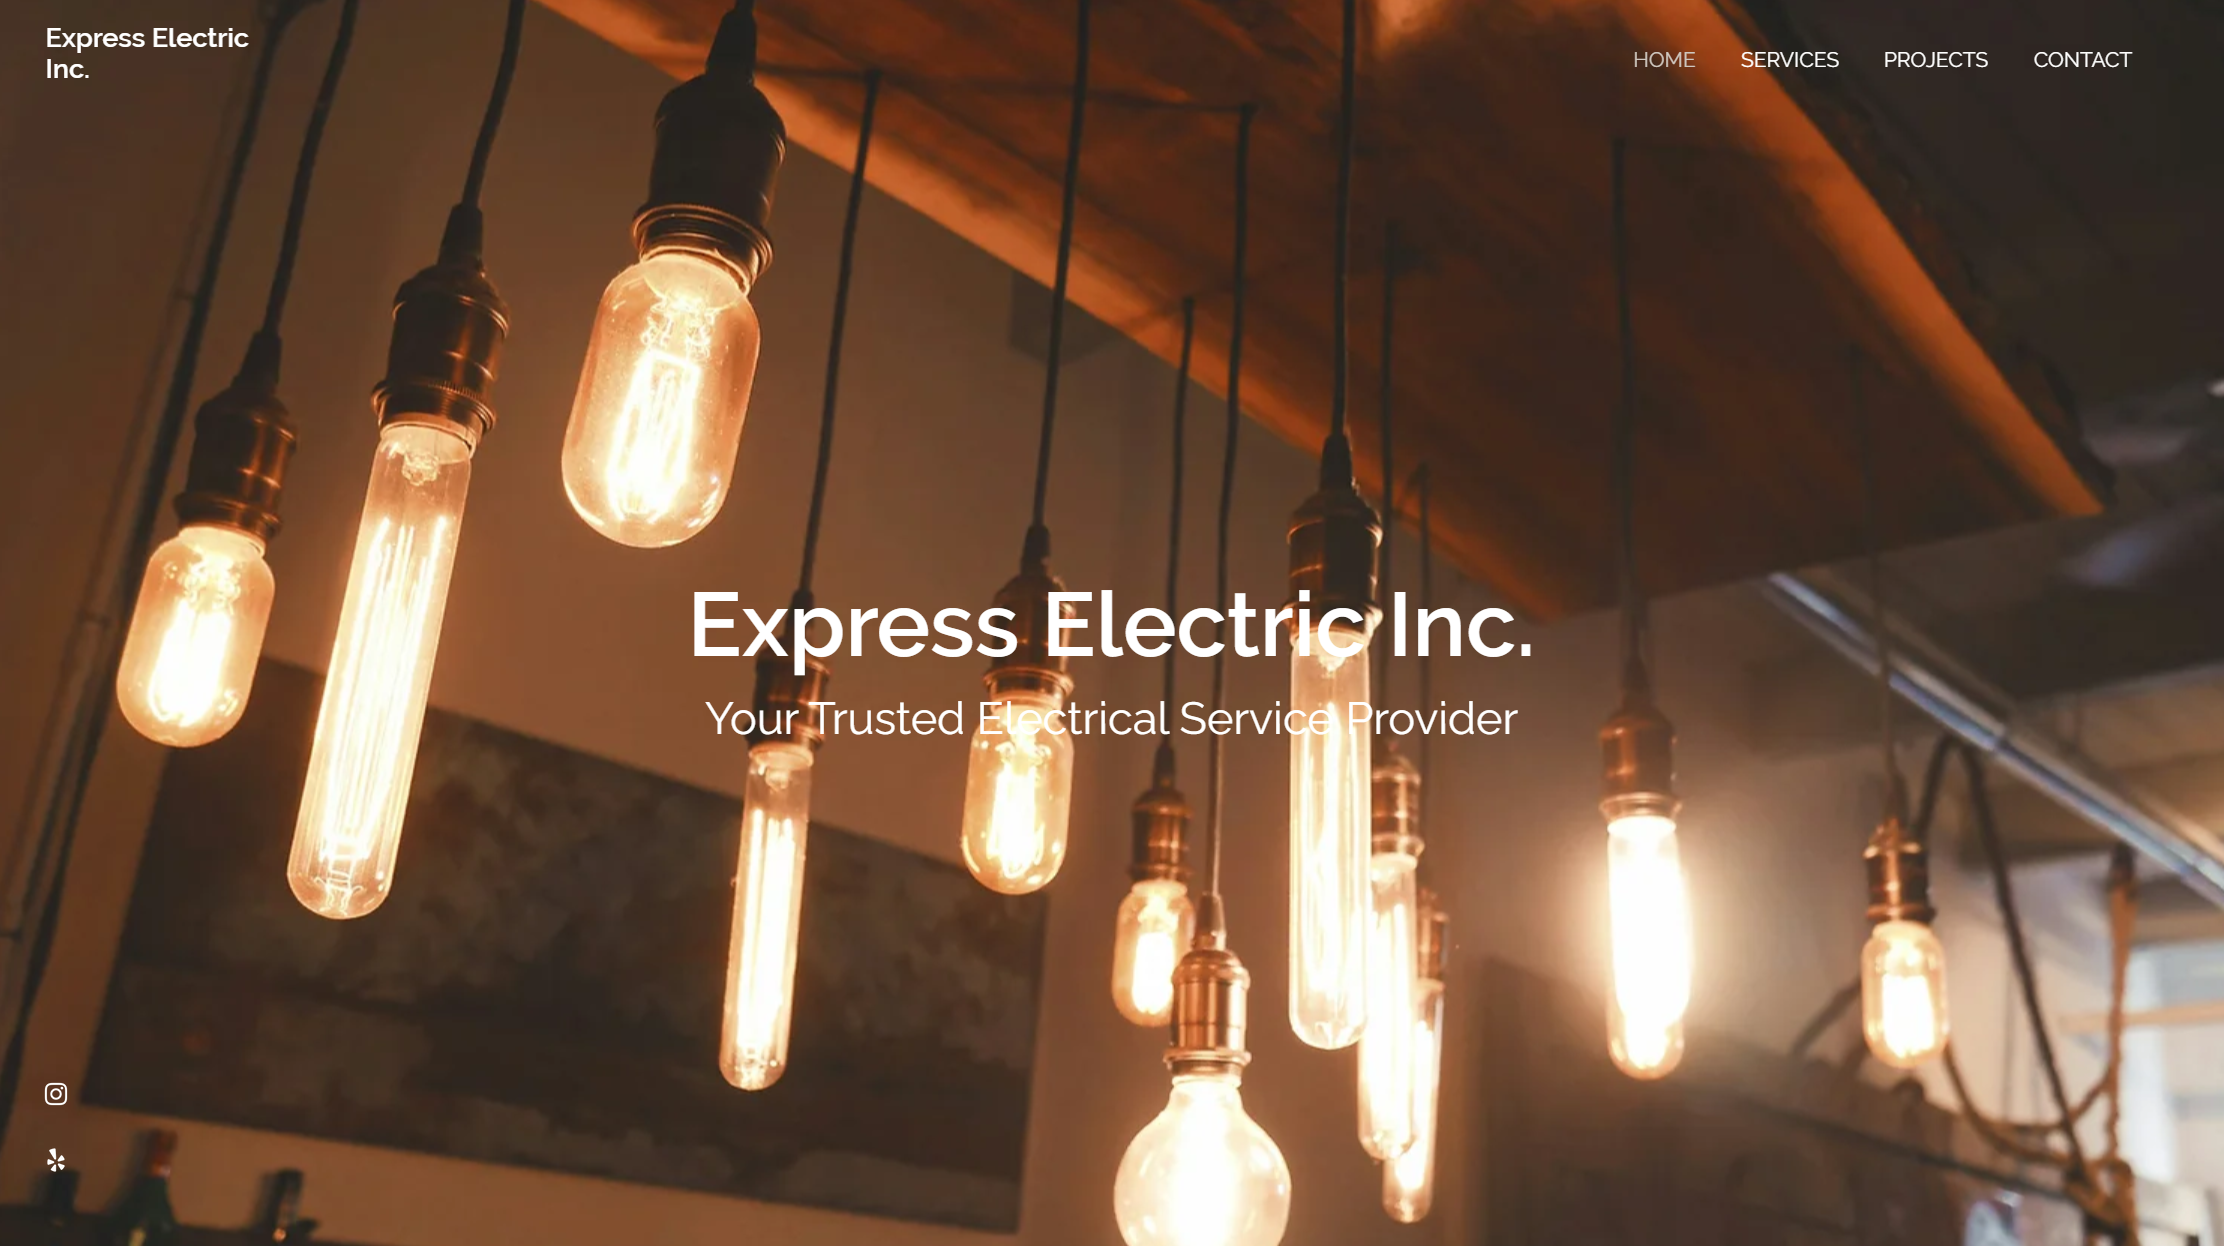 Express Electric
Inc.
HOME
SERVICES
PROJECTS
CONTACT
Express Electric Inc.
Your Trusted Electrical Service Provider